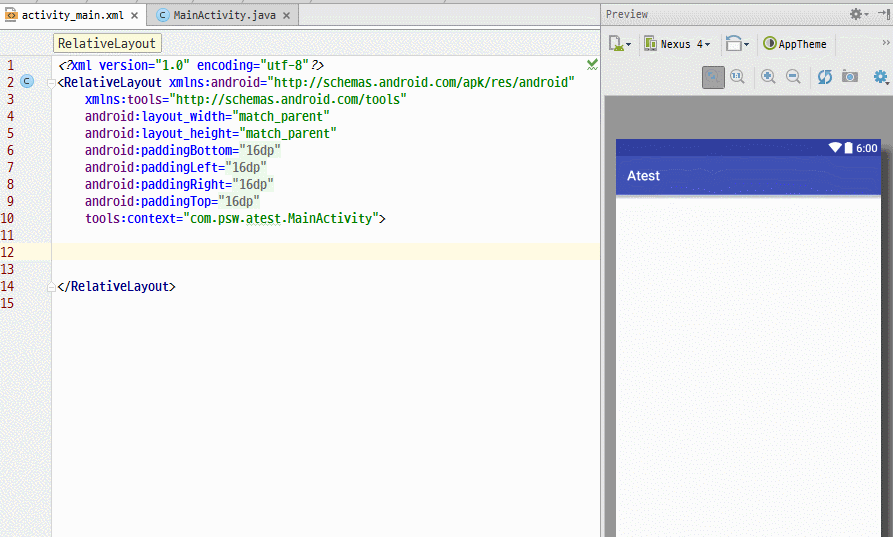 activity_main.xml
MainActivity.java
Preview
RelativeLayout
Nexus 4
AppTheme
1:1
1 <?xml version="1.0" encoding="utf-8"?>
2 <RelativeLayout xmlns:android="http://schemas.android.com/apk/res/android"
3 xmlns:tools="http://schemas.android.com/tools"
4 android:layout_width="match_parent"
5 android:layout_height="match_parent"
6 android:paddingBottom="16dp"
7 android:paddingLeft="16dp"
8 android:paddingRight="16dp"
9 android:paddingTop="16dp"
10 tools:context="com.psw.atest.MainActivity">
11
12
13
14 </RelativeLayout>
15
6:00
Atest